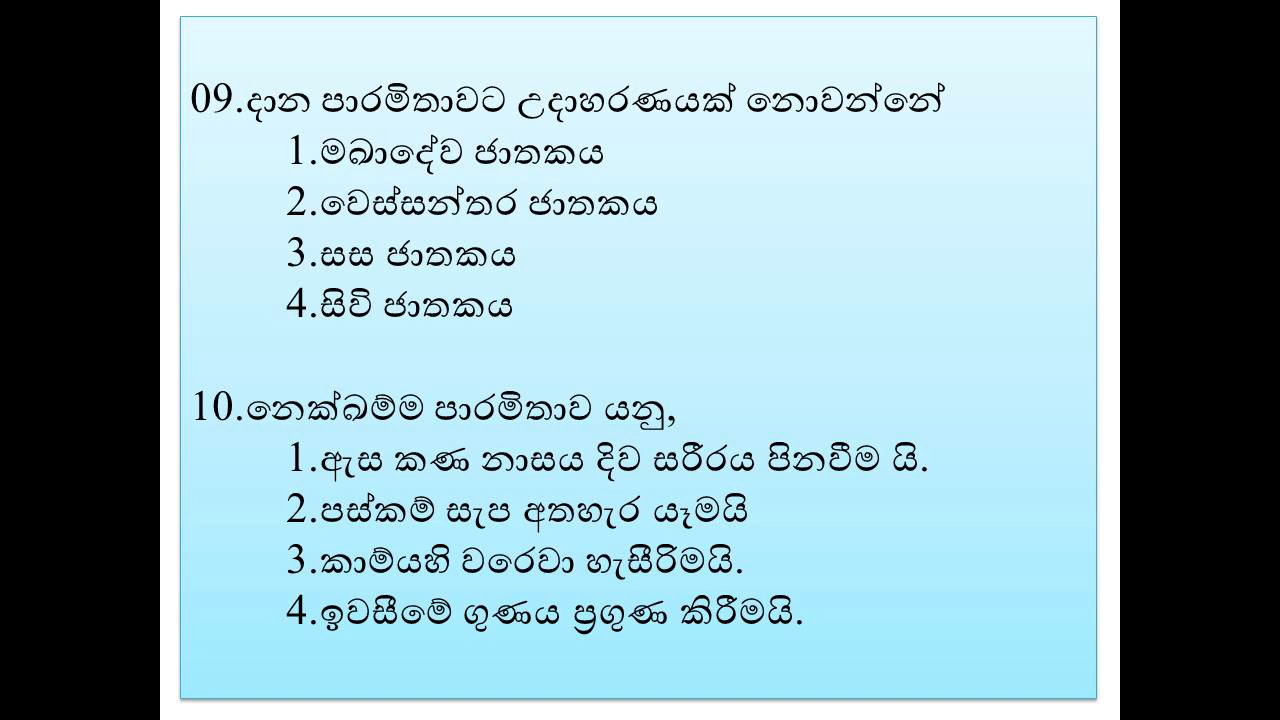 09.දාන පාරමිතාවට උදාහරණයක් නොවන්නේ
1.මඛාදේව ජාතකය
2.වෙස්සන්තර ජාතකය
3.සස ජාතකය
4.සිවි ජාතකය
10.නෙක්ඛම්ම පාරමිතාව යනු,
1.ඇස කණ නාසය දිව සරීරය පිනවීම යි.
2.පස්කම් සැප අතහැර යෑමයි
3.කාම්යහි වරෙවා හැසීරිමයි.
4.ඉවසීමේ ගුණය ප්‍රගුණ කිරීමයි.